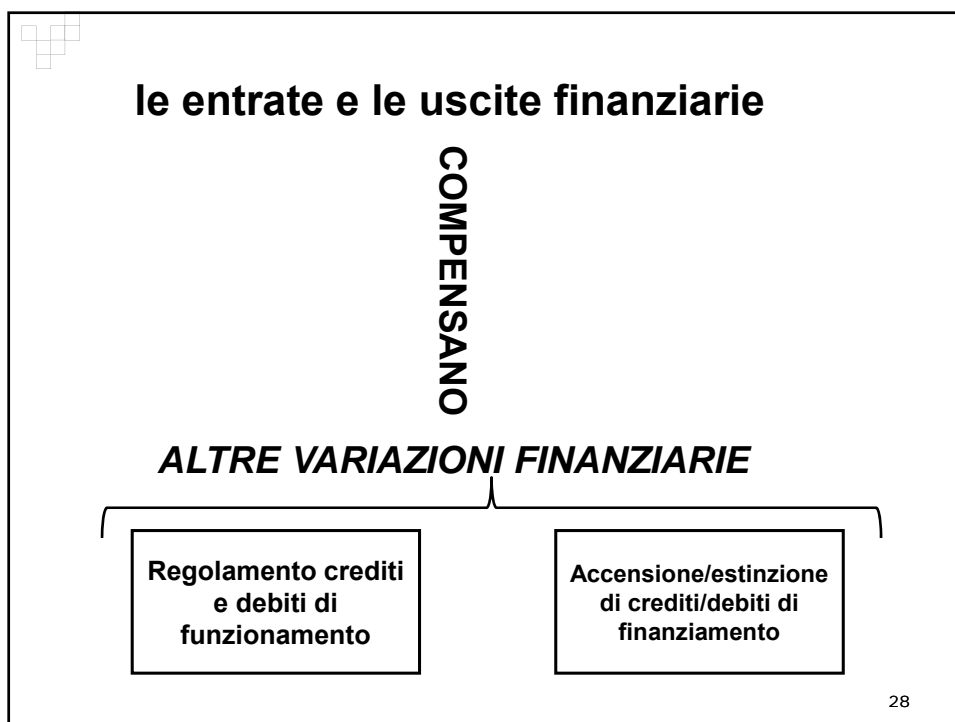 le entrate e le uscite finanziarie
COMPENSANO
ALTRE VARIAZIONI FINANZIARIE
Regolamento crediti
e debiti di
funzionamento
Accensione/estinzione
di crediti/debiti di
finanziamento
28